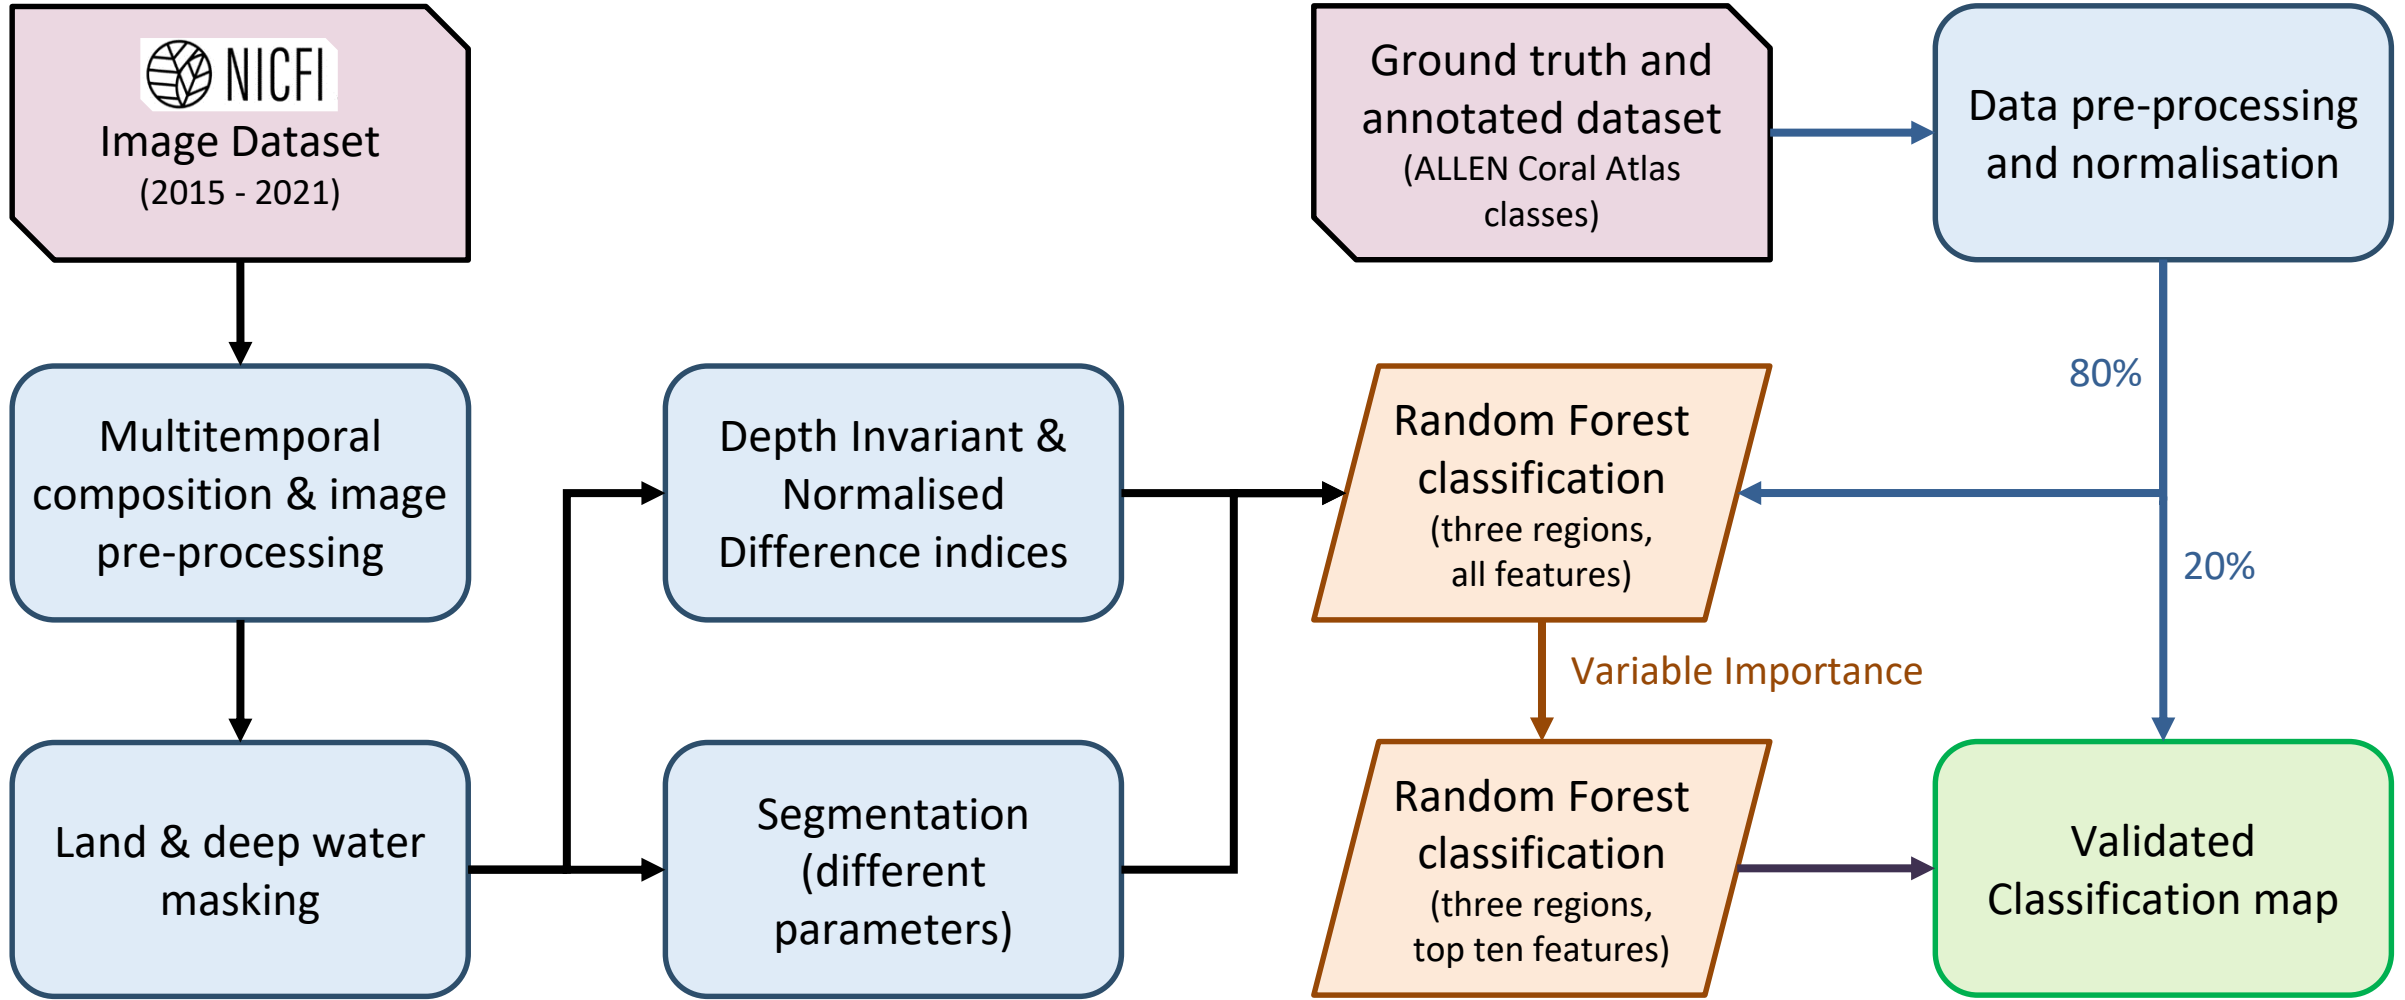 NICFI
Image Dataset
(2015 - 2021)
Ground truth and
annotated dataset
(ALLEN Coral Atlas
classes)
Data pre-processing
and normalisation
Multitemporal
composition & image
pre-processing
Depth Invariant &
Normalised
Difference indices
Random Forest
classification
(three regions,
all features)
80%
20%
Variable Importance
Land & deep water
masking
Segmentation
(different
parameters)
Random Forest
classification
(three regions,
top ten features)
Validated
Classification map